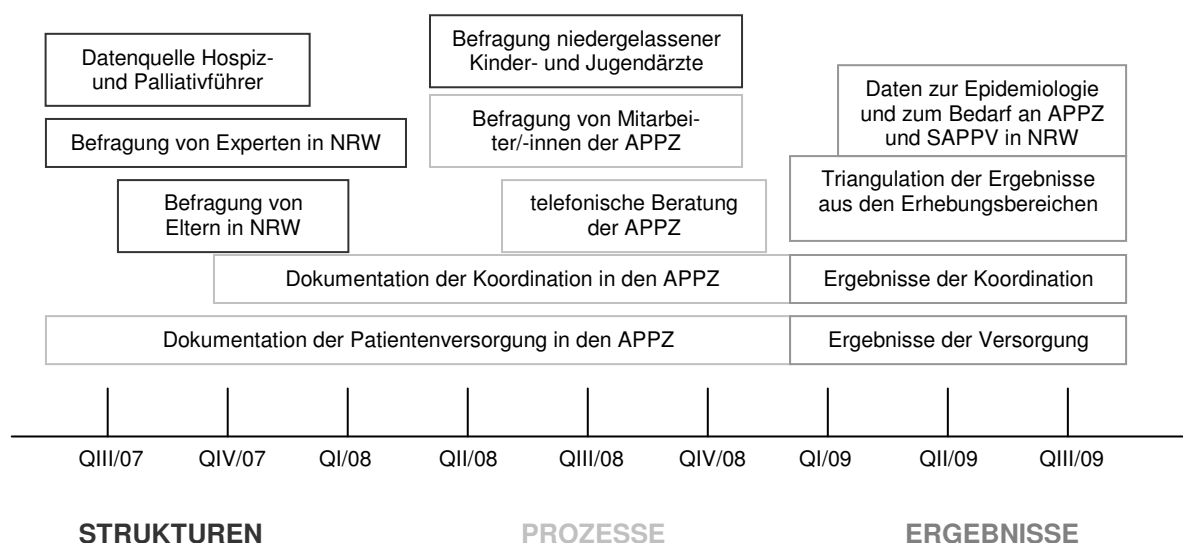 Datenquelle Hospiz-
und Palliativführer
Befragung niedergelassener
Kinder- und Jugendärzte
Daten zur Epidemiologie
und zum Bedarf an APPZ
und SAPPV in NRW
Befragung von Experten in NRW
Befragung von Mitarbei-
ter/-innen der APPZ
Befragung von
Eltern in NRW
telefonische Beratung
der APPZ
Triangulation der Ergebnisse
aus den Erhebungsbereichen
Dokumentation der Koordination in den APPZ
Ergebnisse der Koordination
Dokumentation der Patientenversorgung in den APPZ
Ergebnisse der Versorgung
QIII/07 QIV/07 QI/08 QII/08 QIII/08 QIV/08 QI/09 QII/09 QIII/09
STRUKTUREN PROZESSE ERGEBNISSE